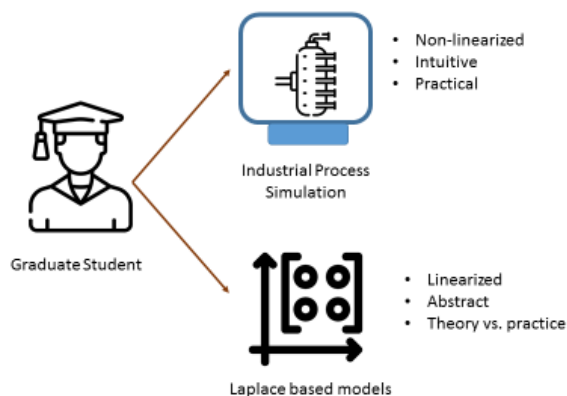 • Non-linearized
• Intuitive
• Practical
Industrial Process
Simulation
Graduate Student
• Linearized
• Abstract
• Theory vs. practice
Laplace based models